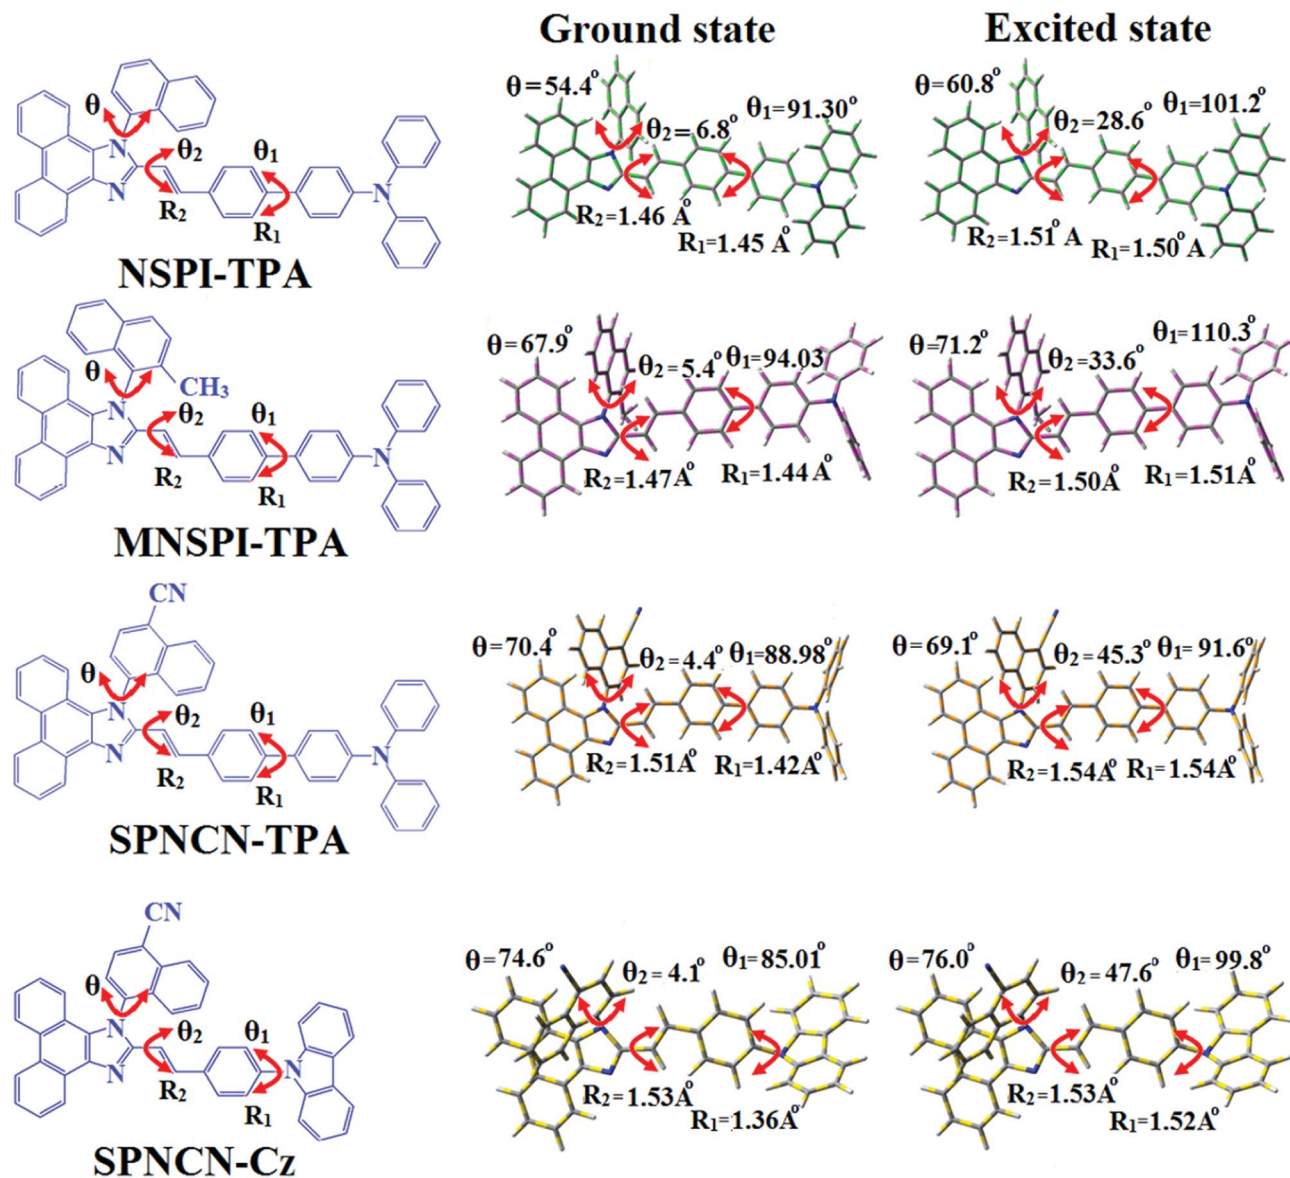 Ground state
Excited state
θ
N
N
θ2
R2
θ1
R1
N
NSPI-TPA
θ=54.4°
θ2=6.8°
θ1=91.30°
R2=1.46 A°
R1=1.45 A°
θ=60.8°
θ2=28.6°
θ1=101.2°
R2=1.51° A
R1=1.50° A
θ
CH3
N
N
θ2
R2
θ1
R1
N
MNSPI-TPA
θ=67.9°
θ2=5.4°
θ1=94.03
R2=1.47A°
R1=1.44A°
θ=71.2°
θ2=33.6°
θ1=110.3°
R2=1.50A°
R1=1.51A°
CN
θ
N
N
θ2
R2
θ1
R1
N
SPNCN-TPA
θ=70.4°
θ2=4.4°
θ1=88.98°
R2=1.51A°
R1=1.42A°
θ=69.1°
θ2=45.3°
θ1= 91.6°
R2=1.54A°
R1=1.54A°
CN
θ
N
N
θ2
R2
θ1
R1
N
SPNCN-Cz
θ=74.6°
θ2=4.1°
θ1=85.01°
R2=1.53A°
R1=1.36A°
θ=76.0°
θ2=47.6°
θ1=99.8°
R2=1.53A°
R1=1.52A°